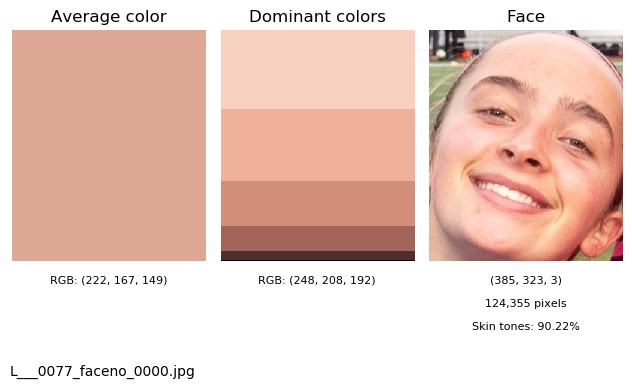 Average color
Dominant colors
Face
RGB: (222, 167, 149)
RGB: (248, 208, 192)
(385, 323, 3)
124,355 pixels
Skin tones: 90.22%
L___0077_faceno_0000.jpg